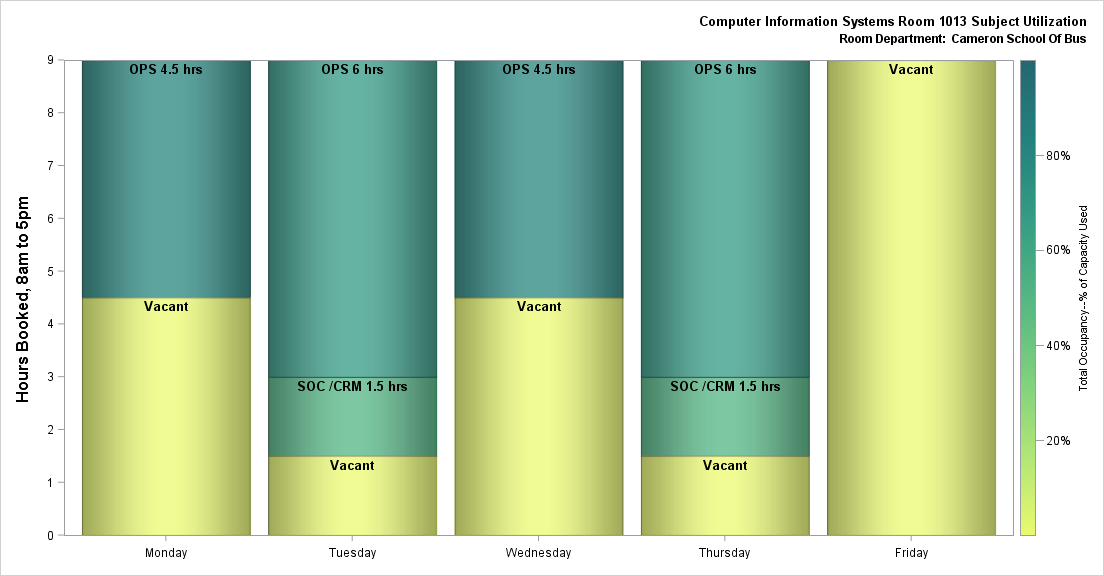 Computer Information Systems Room 1013 Subject Utilization
Room Department: Cameron School Of Bus
Hours Booked, 8am to 5pm
9
8
7
6
5
4
3
2
1
0
OPS 4.5 hrs
Vacant
OPS 6 hrs
SOC /CRM 1.5 hrs
Vacant
OPS 4.5 hrs
Vacant
OPS 6 hrs
SOC /CRM 1.5 hrs
Vacant
Vacant
Monday
Tuesday
Wednesday
Thursday
Friday
80%
60%
40%
20%
Total Occupancy--% of Capacity Used